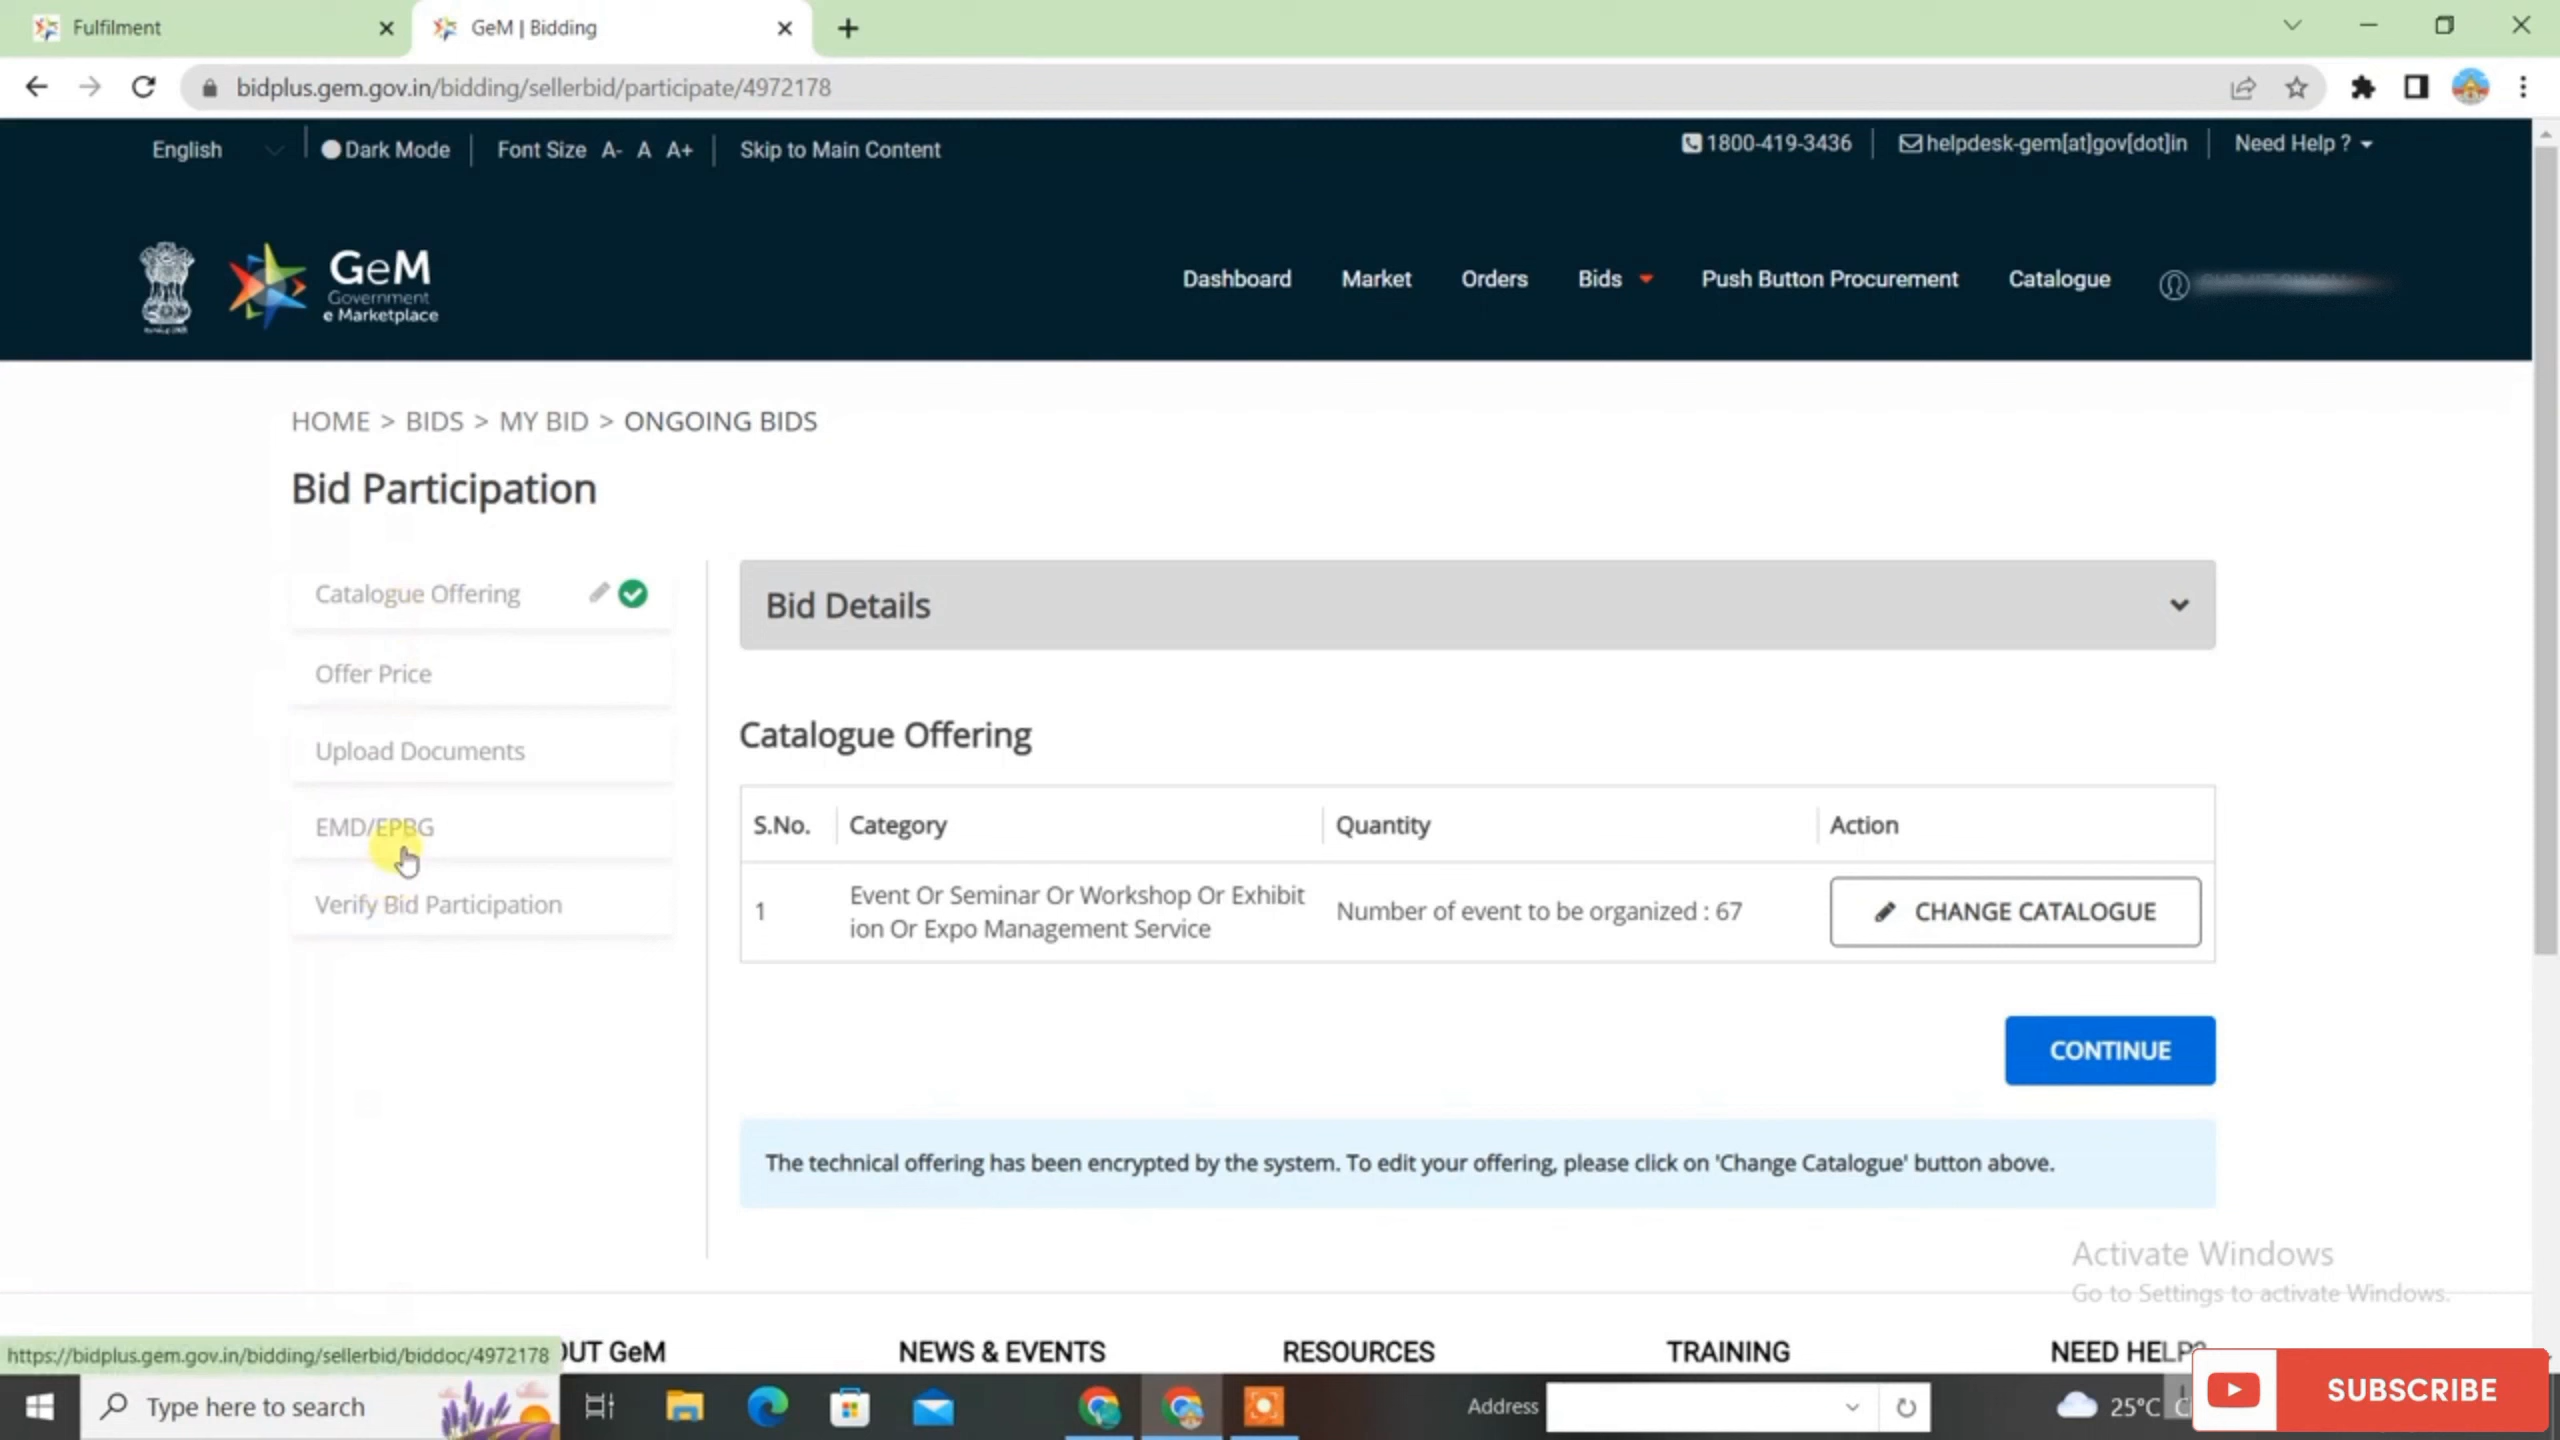 Fulfilment
GeM | Bidding
bidplus.gem.gov.in/bidding/sellerbid/participate/4972178
English
Dark Mode
Font Size A- A A+
Skip to Main Content
1800-419-3436
helpdesk-gem[at]gov[dot]in
Need Help ?
GeM
Government
e Marketplace
Dashboard
Market
Orders
Bids
Push Button Procurement
Catalogue
HOME > BIDS > MY BID > ONGOING BIDS
Bid Participation
Catalogue Offering
Offer Price
Upload Documents
EMD/EPBG
Verify Bid Participation
Bid Details
Catalogue Offering
S.No. Category Quantity Action
1 Event Or Seminar Or Workshop Or Exhibit
ion Or Expo Management Service
Number of event to be organized : 67
CHANGE CATALOGUE
CONTINUE
The technical offering has been encrypted by the system. To edit your offering, please click on 'Change Catalogue' button above.
Activate Windows
Go to Settings to activate Windows.
https://bidplus.gem.gov.in/bidding/sellerbid/biddoc/4972178
OUT GeM
NEWS & EVENTS
RESOURCES
TRAINING
NEED HELP?
Type here to search
Address
25°C
SUBSCRIBE